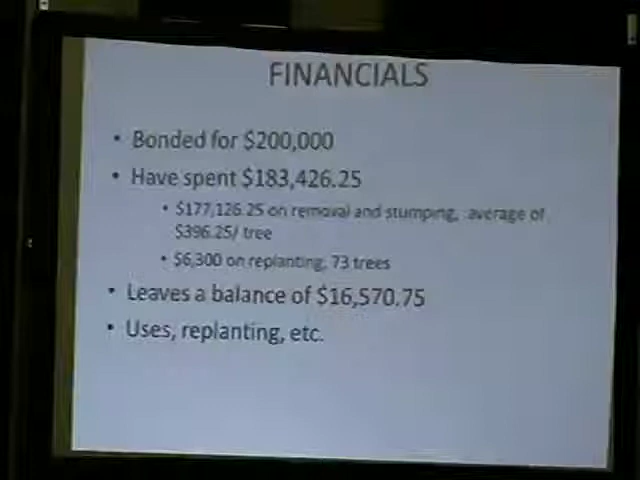 FINANCIALS
• Bonded for $200,000
• Have spent $183,426.25
• $177,126.25 on removal and stumping, average of
$396.25/ tree
• $6,300 on replanting, 73 trees
• Leaves a balance of $16,570.75
• Uses, replanting, etc.